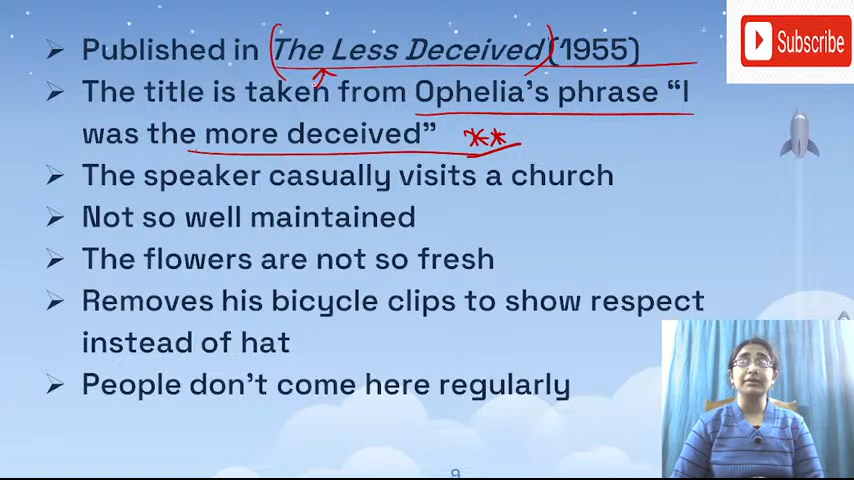 Published in The Less Deceived (1955)
The title is taken from Ophelia's phrase "I
was the more deceived" **
The speaker casually visits a church
Not so well maintained
The flowers are not so fresh
Removes his bicycle clips to show respect
instead of hat
People don't come here regularly
Subscribe
9